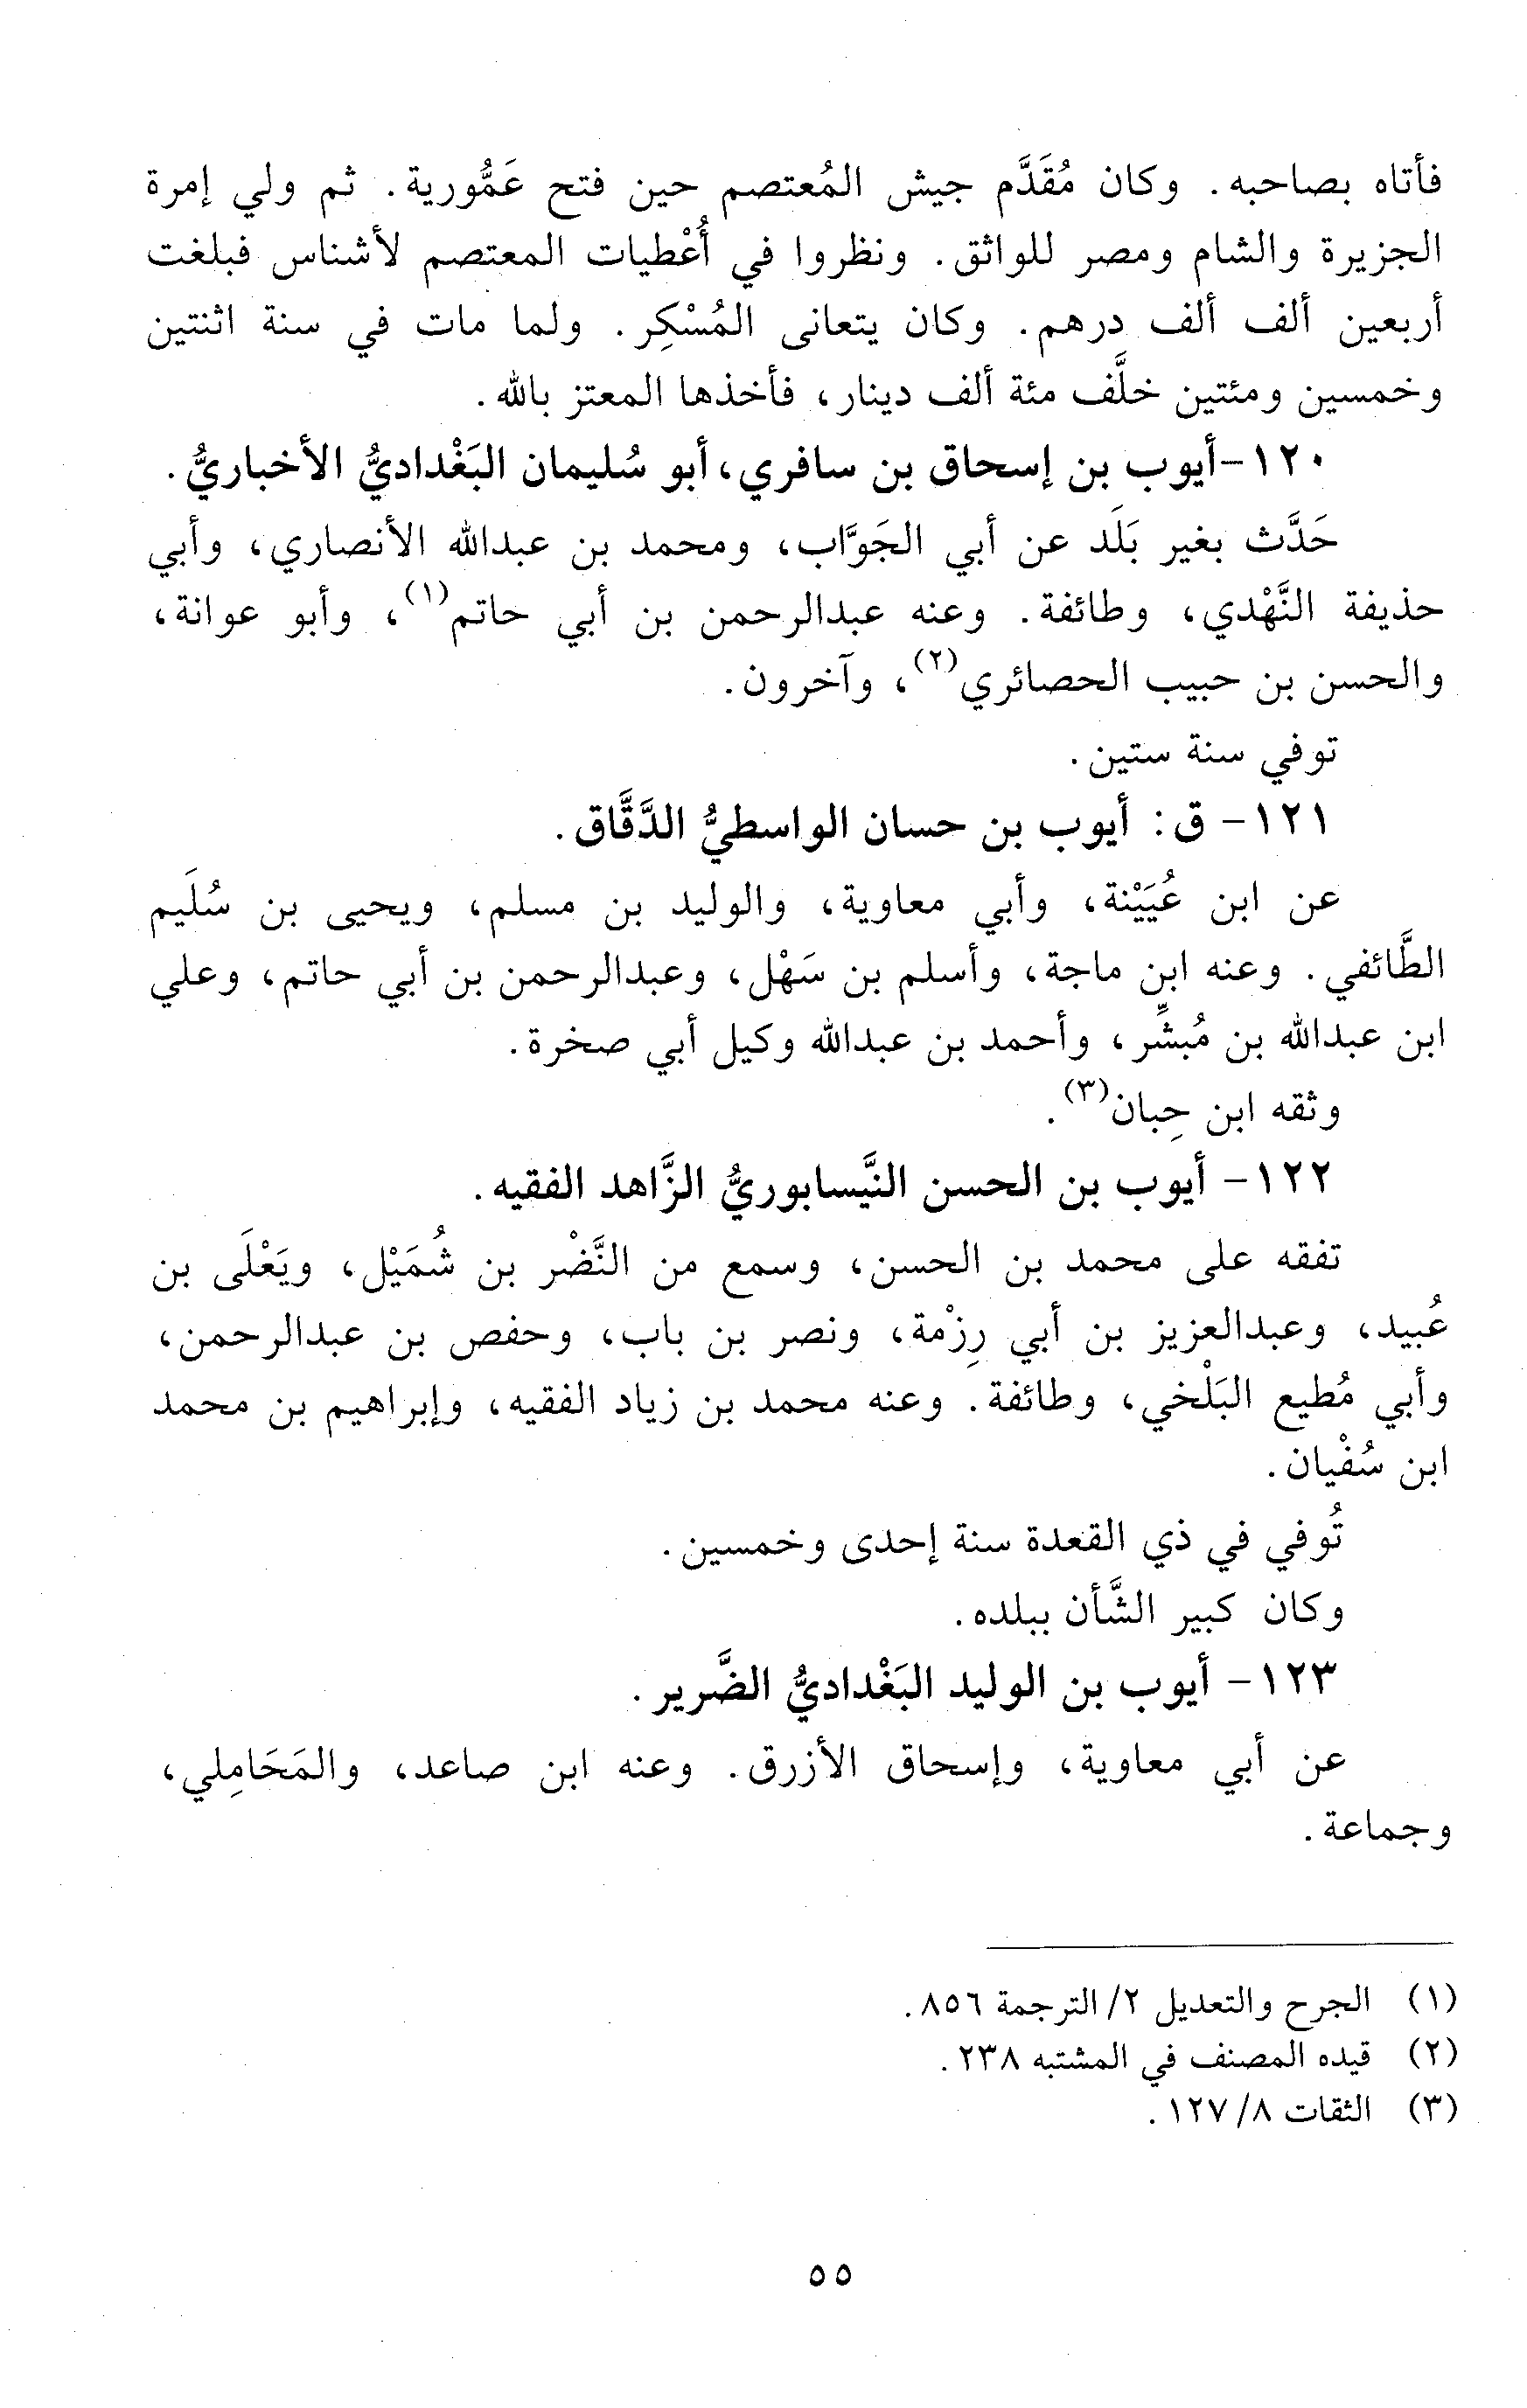 فأتاه بصاحبه. وكان مُقَدَّم جيش المُعتصم حين فتح عَمُّورية. ثم ولي إمرة
الجزيرة والشام ومصر للواثق. ونظروا في أُعْطيات المعتصم لأشناس فبلغت
أربعين ألف ألف درهم. وكان يتعانى المُسْكِر. ولما مات في سنة اثنتين
وخمسين ومئتين خلَّف مئة ألف دينار، فأخذها المعتز بالله.
١٢٠-أيوب بن إسحاق بن سافري، أبو سُليمان البَغْداديُّ الأخباريُّ.
حَدَّث بغير بَلَد عن أبي الجَوَّاب، ومحمد بن عبدالله الأنصاري، وأبي
حذيفة النَّهْدي، وطائفة. وعنه عبدالرحمن بن أبي حاتم(١)، وأبو عوانة،
والحسن بن حبيب الحصائري(٢)، وآخرون.
توفي سنة ستين.
١٢١- ق: أيوب بن حسان الواسطيُّ الدَّقَّاق.
عن ابن عُيَيْنة، وأبي معاوية، والوليد بن مسلم، ويحيى بن سُلَيم
الطَّائفي. وعنه ابن ماجة، وأسلم بن سَهْل، وعبدالرحمن بن أبي حاتم، وعلي
ابن عبدالله بن مُبشِّر، وأحمد بن عبدالله وكيل أبي صخرة.
وثقه ابن حِبان(٣).
١٢٢- أيوب بن الحسن النَّيسابوريُّ الزَّاهد الفقيه.
تفقه على محمد بن الحسن، وسمع من النَّضْر بن شُمَيْل، ويَعْلَى بن
عُبيد، وعبدالعزيز بن أبي رِزْمة، ونصر بن باب، وحفص بن عبدالرحمن،
وأبي مُطيع البَلْخي، وطائفة. وعنه محمد بن زياد الفقيه، وإبراهيم بن محمد
ابن سُفْيان.
تُوفي في ذي القعدة سنة إحدى وخمسين.
وكان كبير الشَّأن ببلده.
١٢٣- أيوب بن الوليد البَغْداديُّ الضَّرير.
عن أبي معاوية، وإسحاق الأزرق. وعنه ابن صاعد، والمَحَامِلي،
وجماعة.
(١) الجرح والتعديل ٢/ الترجمة ٨٥٦.
(٢) قيده المصنف في المشتبه ٢٣٨.
(٣) الثقات ٨/ ١٢٧.
٥٥